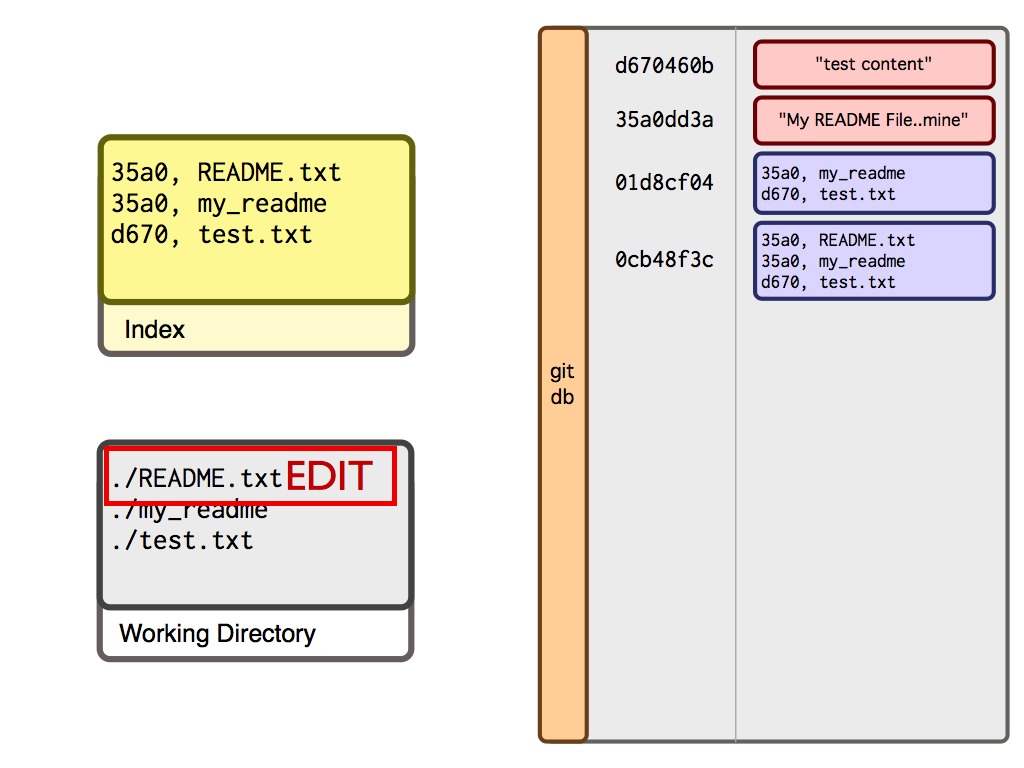 35a0, README.txt
35a0, my_readme
d670, test.txt
Index
./README.txt EDIT
./my_readme
./test.txt
Working Directory
git
db
d670460b
"test content"
35a0dd3a
"My README File..mine"
01d8cf04
35a0, my_readme
d670, test.txt
0cb48f3c
35a0, README.txt
35a0, my_readme
d670, test.txt